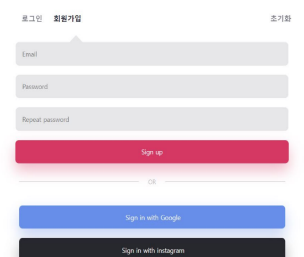 로그인 회원가입 초기화
Email
Password
Repeat password
Sign up
OR
Sign in with Google
Sign in with instagram